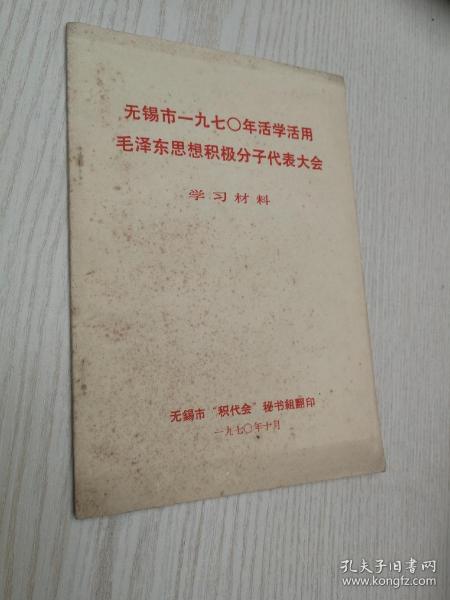 无锡市一九七〇年活学活用
毛泽东思想积极分子代表大会
学习材料
无錫市“积代会”秘书組翻印
一九七〇年十月
孔夫子旧书网
www.kongfz.com